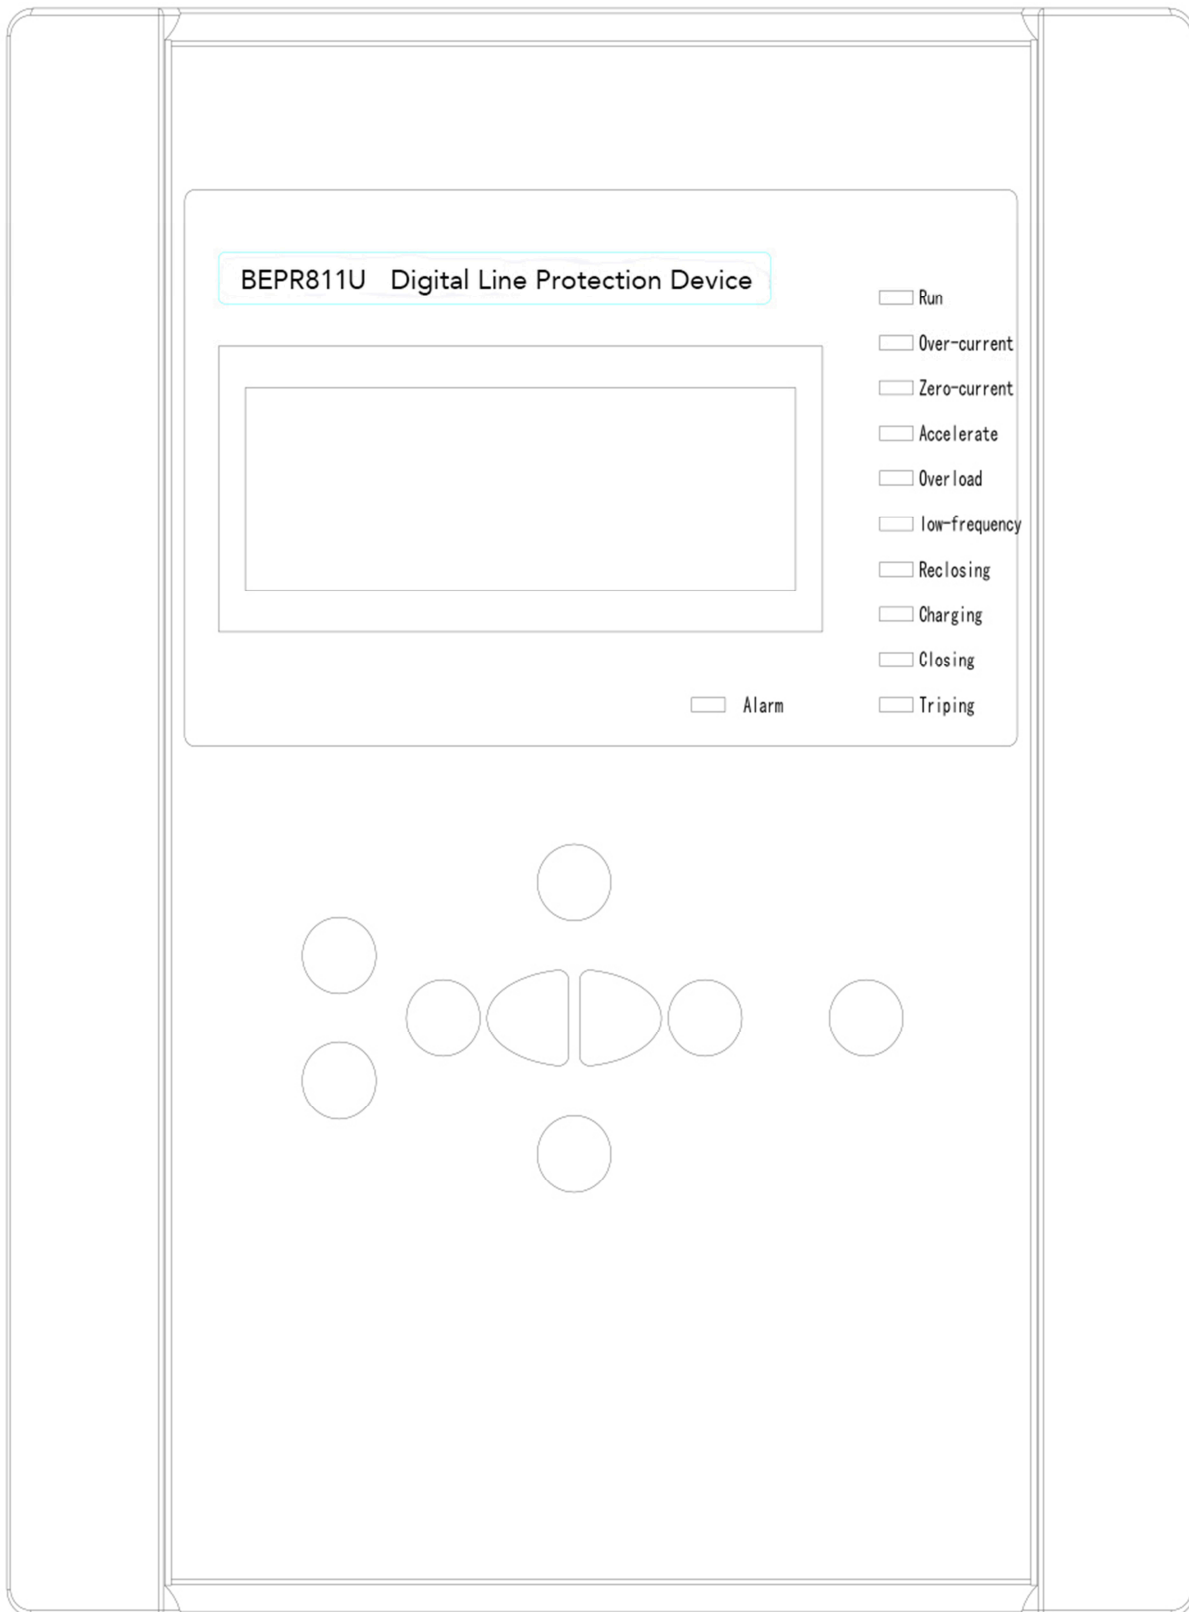 BEPR811U Digital Line Protection Device
Run
Over-current
Zero-current
Accelerate
Overload
low-frequency
Reclosing
Charging
Closing
Alarm
Triping